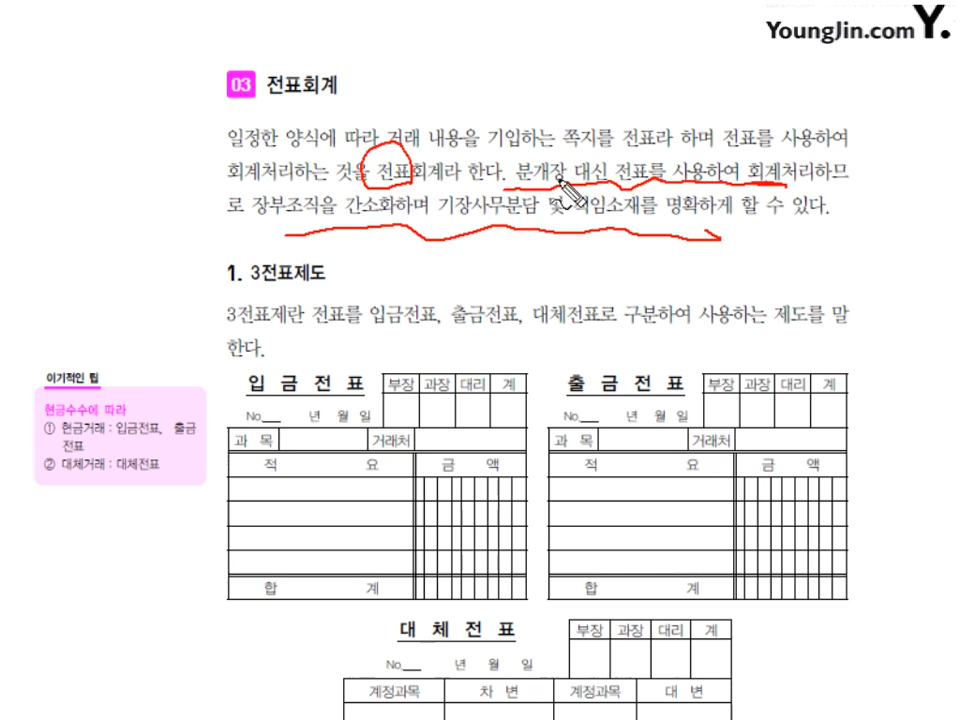 YoungJin.com Y.
03 전표회계
일정한 양식에 따라 거래 내용을 기입하는 쪽지를 전표라 하며 전표를 사용하여
회계처리하는 것을 전표회계라 한다. 분개장 대신 전표를 사용하여 회계처리하므
로 장부조직을 간소화하며 기장사무분담 및 책임소재를 명확하게 할 수 있다.
1. 3전표제도
3전표제란 전표를 입금전표, 출금전표, 대체전표로 구분하여 사용하는 제도를 말
한다.
이기적인 팁
현금수수에 따라
① 현금거래 : 입금전표, 출금
전표
② 대체거래 : 대체전표
입 금 전 표 부장 과장 대리 계
No.___ 년 월 일
과 목 거래처
적 요 금 액
합 계
출 금 전 표 부장 과장 대리 계
No.___ 년 월 일
과 목 거래처
적 요 금 액
합 계
대 체 전 표 부장 과장 대리 계
No.___ 년 월 일
계정과목 차 변 계정과목 대 변